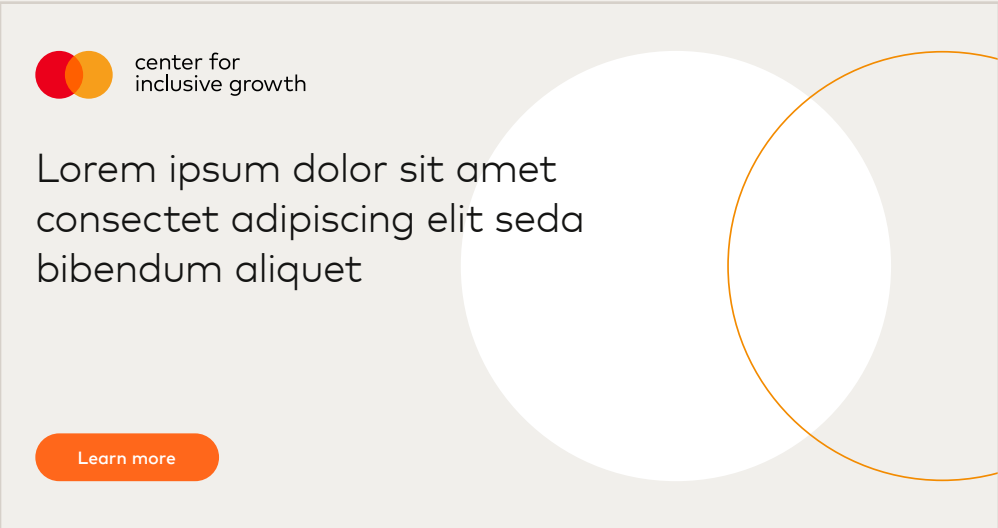 center for
inclusive growth
Lorem ipsum dolor sit amet
consectet adipiscing elit seda
bibendum aliquet
Learn more